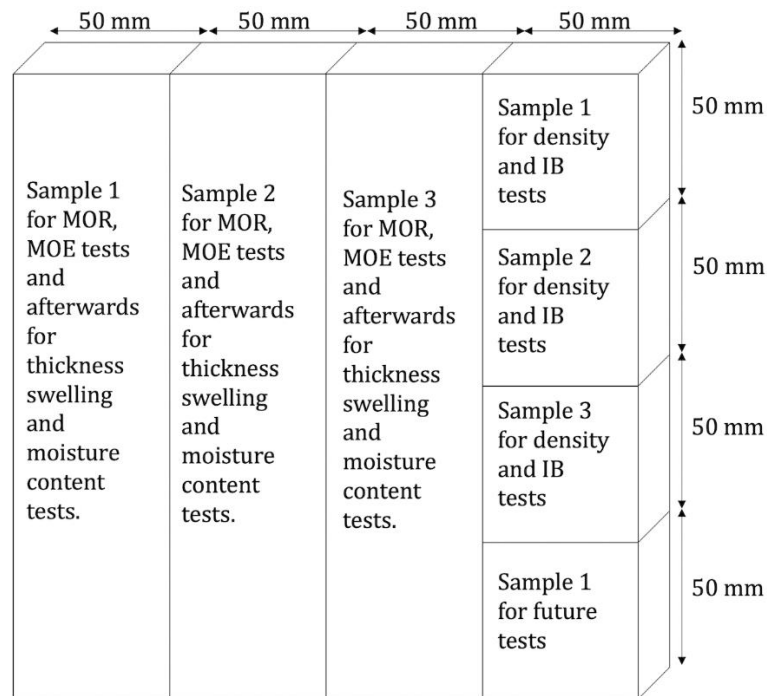 50 mm
50 mm
50 mm
50 mm
Sample 1
for MOR,
MOE tests
and
afterwards
for
thickness
swelling
and
moisture
content
tests.
Sample 2
for MOR,
MOE tests
and
afterwards
for
thickness
swelling
and
moisture
content
tests.
Sample 3
for MOR,
MOE tests
and
afterwards
for
thickness
swelling
and
moisture
content
tests.
Sample 1
for density
and IB
tests
Sample 2
for density
and IB
tests
Sample 3
for density
and IB
tests
Sample 1
for future
tests
50 mm
50 mm
50 mm
50 mm